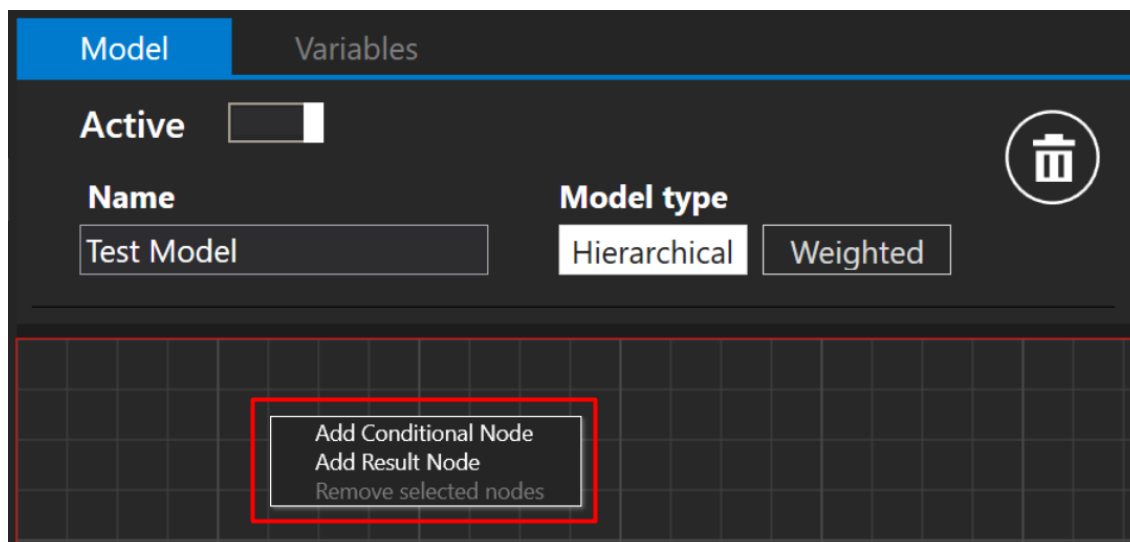 Model Variables
Active
Name Model type
Test Model Hierarchical Weighted
Add Conditional Node
Add Result Node
Remove selected nodes